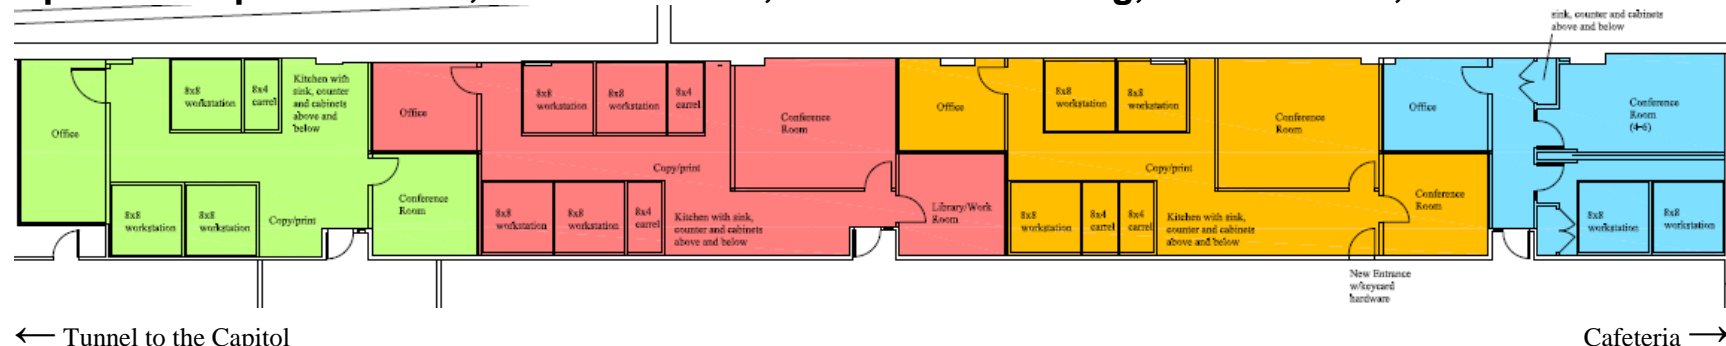 sink, counter and cabinets
above and below
Office
8x8
workstation
8x4
carrel
Kitchen with
sink, counter
and cabinets
above and
below
8x8
workstation
8x8
workstation
Copy/print
Conference
Room
Office
8x8
workstation
8x8
workstation
8x4
carrel
Conference
Room
Copy/print
8x8
workstation
8x8
workstation
8x4
carrel
Kitchen with sink,
counter and cabinets
above and below
Library/Work
Room
Office
8x8
workstation
8x8
workstation
Conference
Room
Copy/print
8x8
workstation
8x4
carrel
8x4
carrel
Kitchen with sink,
counter and cabinets
above and below
Conference
Room
New Entrance
w/keycard
hardware
Office
Conference
Room
(4-6)
8x8
workstation
8x8
workstation
← Tunnel to the Capitol
Cafeteria →